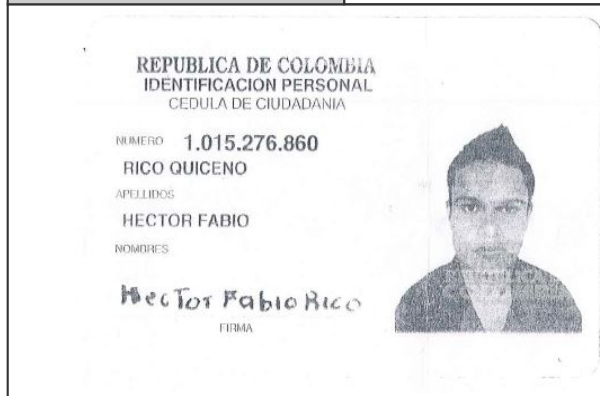 REPUBLICA DE COLOMBIA
IDENTIFICACION PERSONAL
CEDULA DE CIUDADANIA
NUMERO 1.015.276.860
RICO QUICENO
APELLIDOS
HECTOR FABIO
NOMBRES
Hector Fabio Rico
FIRMA